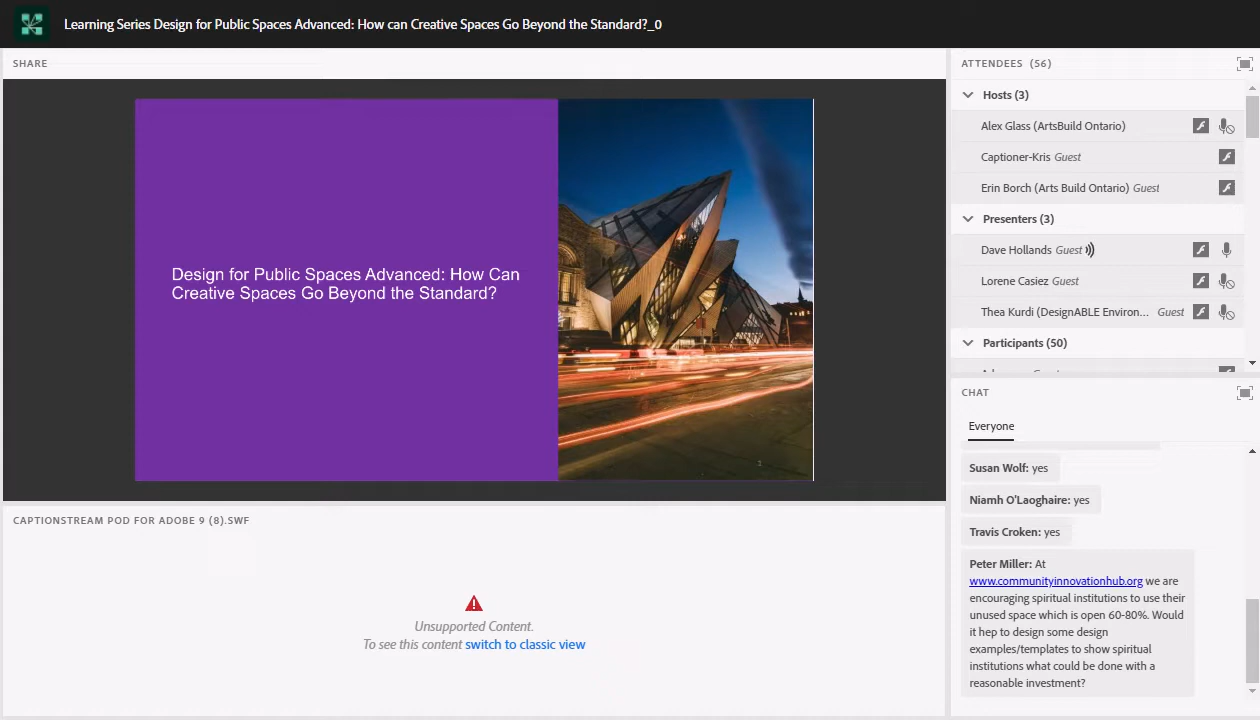 Learning Series Design for Public Spaces Advanced: How can Creative Spaces Go Beyond the Standard?_0
SHARE
Design for Public Spaces Advanced: How Can
Creative Spaces Go Beyond the Standard?
CAPTIONSTREAM POD FOR ADOBE 9 (8).SWF
Unsupported Content.
To see this content switch to classic view
ATTENDEES (56)
Hosts (3)
Alex Glass (ArtsBuild Ontario)
Captioner-Kris Guest
Erin Borch (Arts Build Ontario) Guest
Presenters (3)
Dave Hollands Guest
Lorene Casiez Guest
Thea Kurdi (DesignABLE Environ... Guest
Participants (50)
CHAT
Everyone
Susan Wolf: yes
Niamh O'Laoghaire: yes
Travis Croken: yes
Peter Miller: At
www.communityinnovationhub.org we are
encouraging spiritual institutions to use their
unused space which is open 60-80%. Would
it hep to design some design
examples/templates to show spiritual
institutions what could be done with a
reasonable investment?